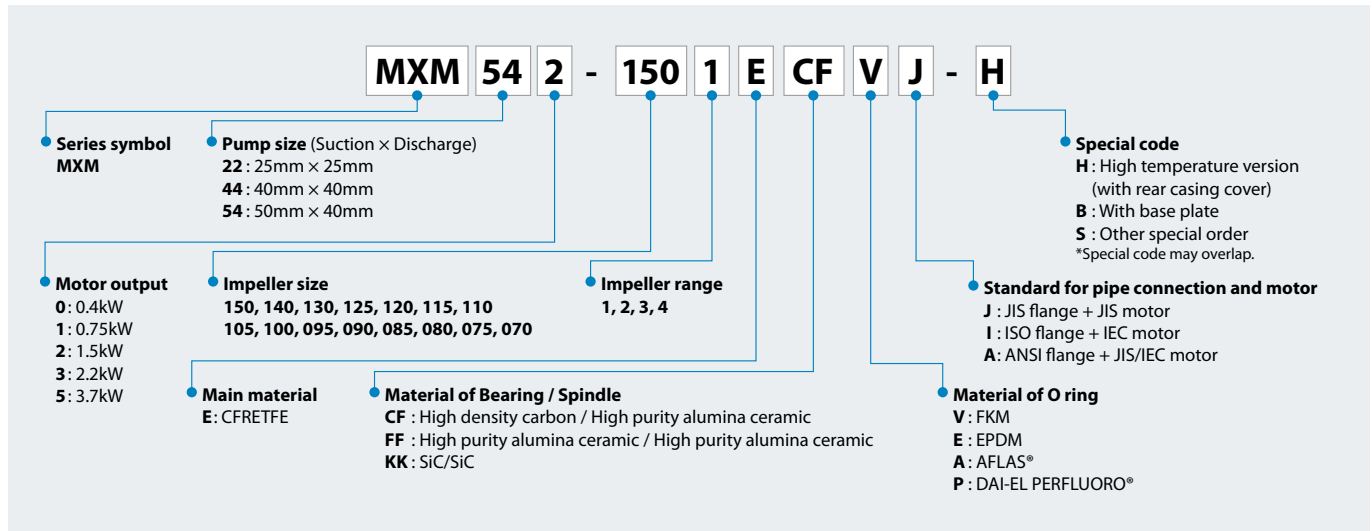 MXM 54 2 - 150 1 E CF V J - H
Series symbol
MXM
Pump size (Suction × Discharge)
22 : 25mm × 25mm
44 : 40mm × 40mm
54 : 50mm × 40mm
Special code
H : High temperature version
(with rear casing cover)
B : With base plate
S : Other special order
*Special code may overlap.
Motor output
0 : 0.4kW
1 : 0.75kW
2 : 1.5kW
3 : 2.2kW
5 : 3.7kW
Impeller size
150, 140, 130, 125, 120, 115, 110
105, 100, 095, 090, 085, 080, 075, 070
Impeller range
1, 2, 3, 4
Standard for pipe connection and motor
J : JIS flange + JIS motor
I : ISO flange + IEC motor
A : ANSI flange + JIS/IEC motor
Main material
E : CFRETFE
Material of Bearing / Spindle
CF : High density carbon / High purity alumina ceramic
FF : High purity alumina ceramic / High purity alumina ceramic
KK : SiC/SiC
Material of O ring
V : FKM
E : EPDM
A : AFLAS®
P : DAI-EL PERFLUORO®